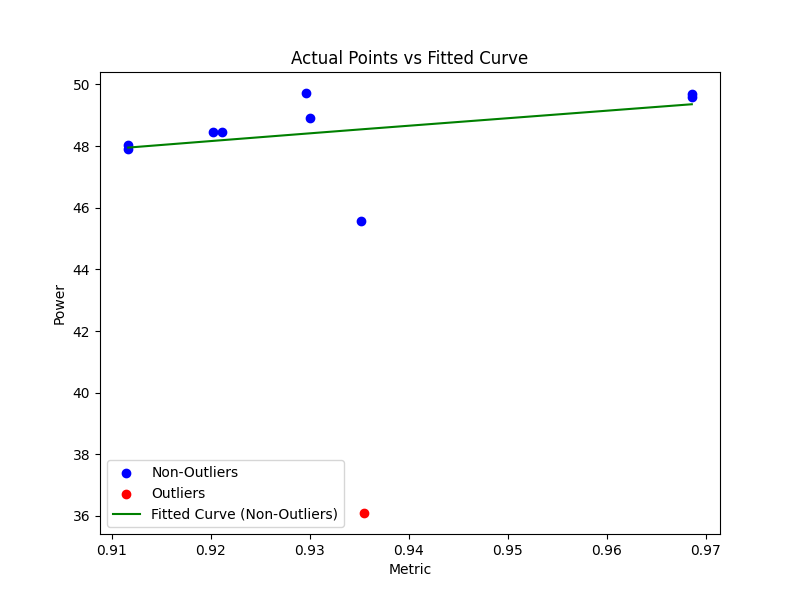 Actual Points vs Fitted Curve
50
48
46
44
42
40
38
36
Power
Non-Outliers
Outliers
Fitted Curve (Non-Outliers)
0.91 0.92 0.93 0.94 0.95 0.96 0.97
Metric